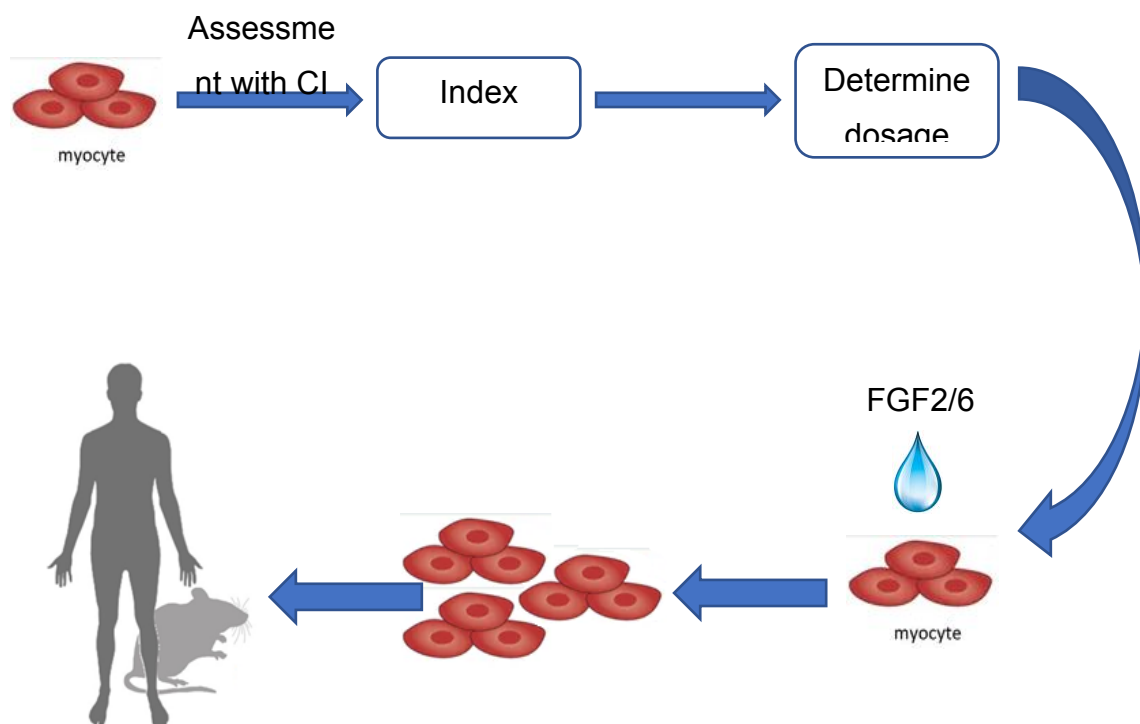 Assessme
nt with CI
Index
Determine
dosage
myocyte
FGF2/6
myocyte